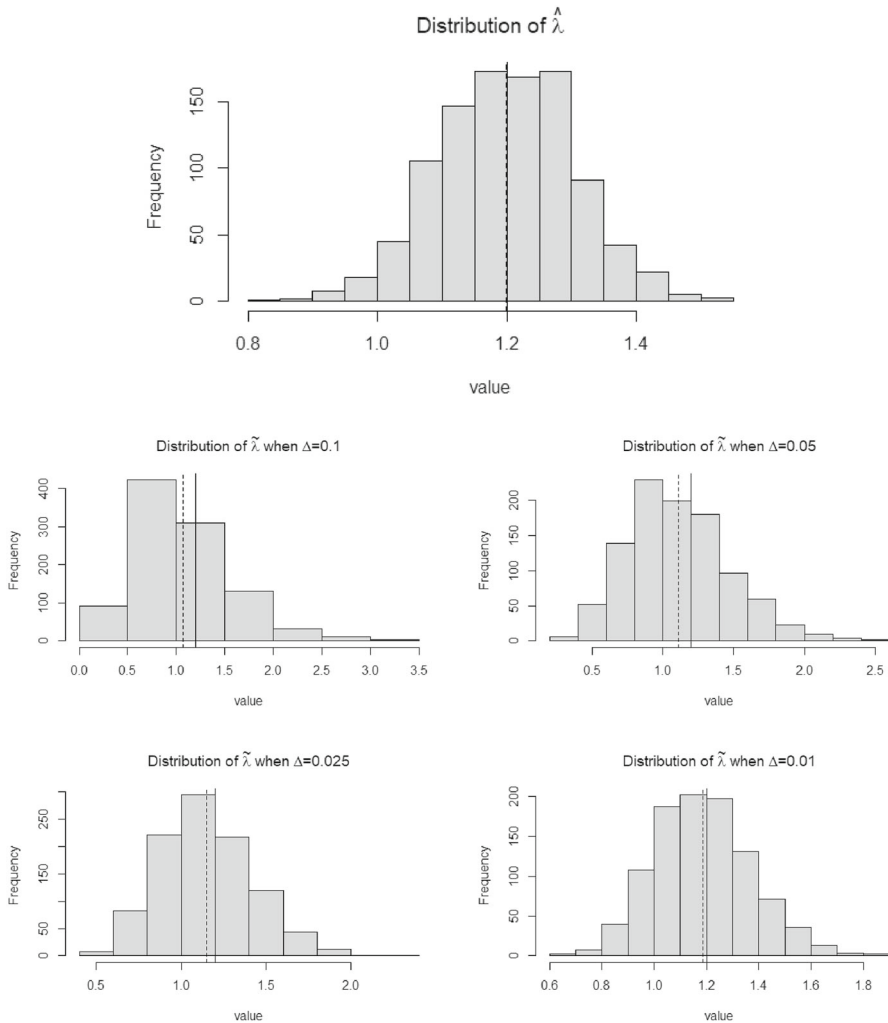 Distribution of λ̂
Frequency
150
100
50
0
0.8 1.0 1.2 1.4
value
Distribution of λ̃ when Δ=0.1
Frequency
400
300
200
100
0
0.0 0.5 1.0 1.5 2.0 2.5 3.0 3.5
value
Distribution of λ̃ when Δ=0.05
Frequency
200
150
100
50
0
0.5 1.0 1.5 2.0 2.5
value
Distribution of λ̃ when Δ=0.025
Frequency
250
150
50
0
0.5 1.0 1.5 2.0
value
Distribution of λ̃ when Δ=0.01
Frequency
200
150
100
50
0
0.6 0.8 1.0 1.2 1.4 1.6 1.8
value